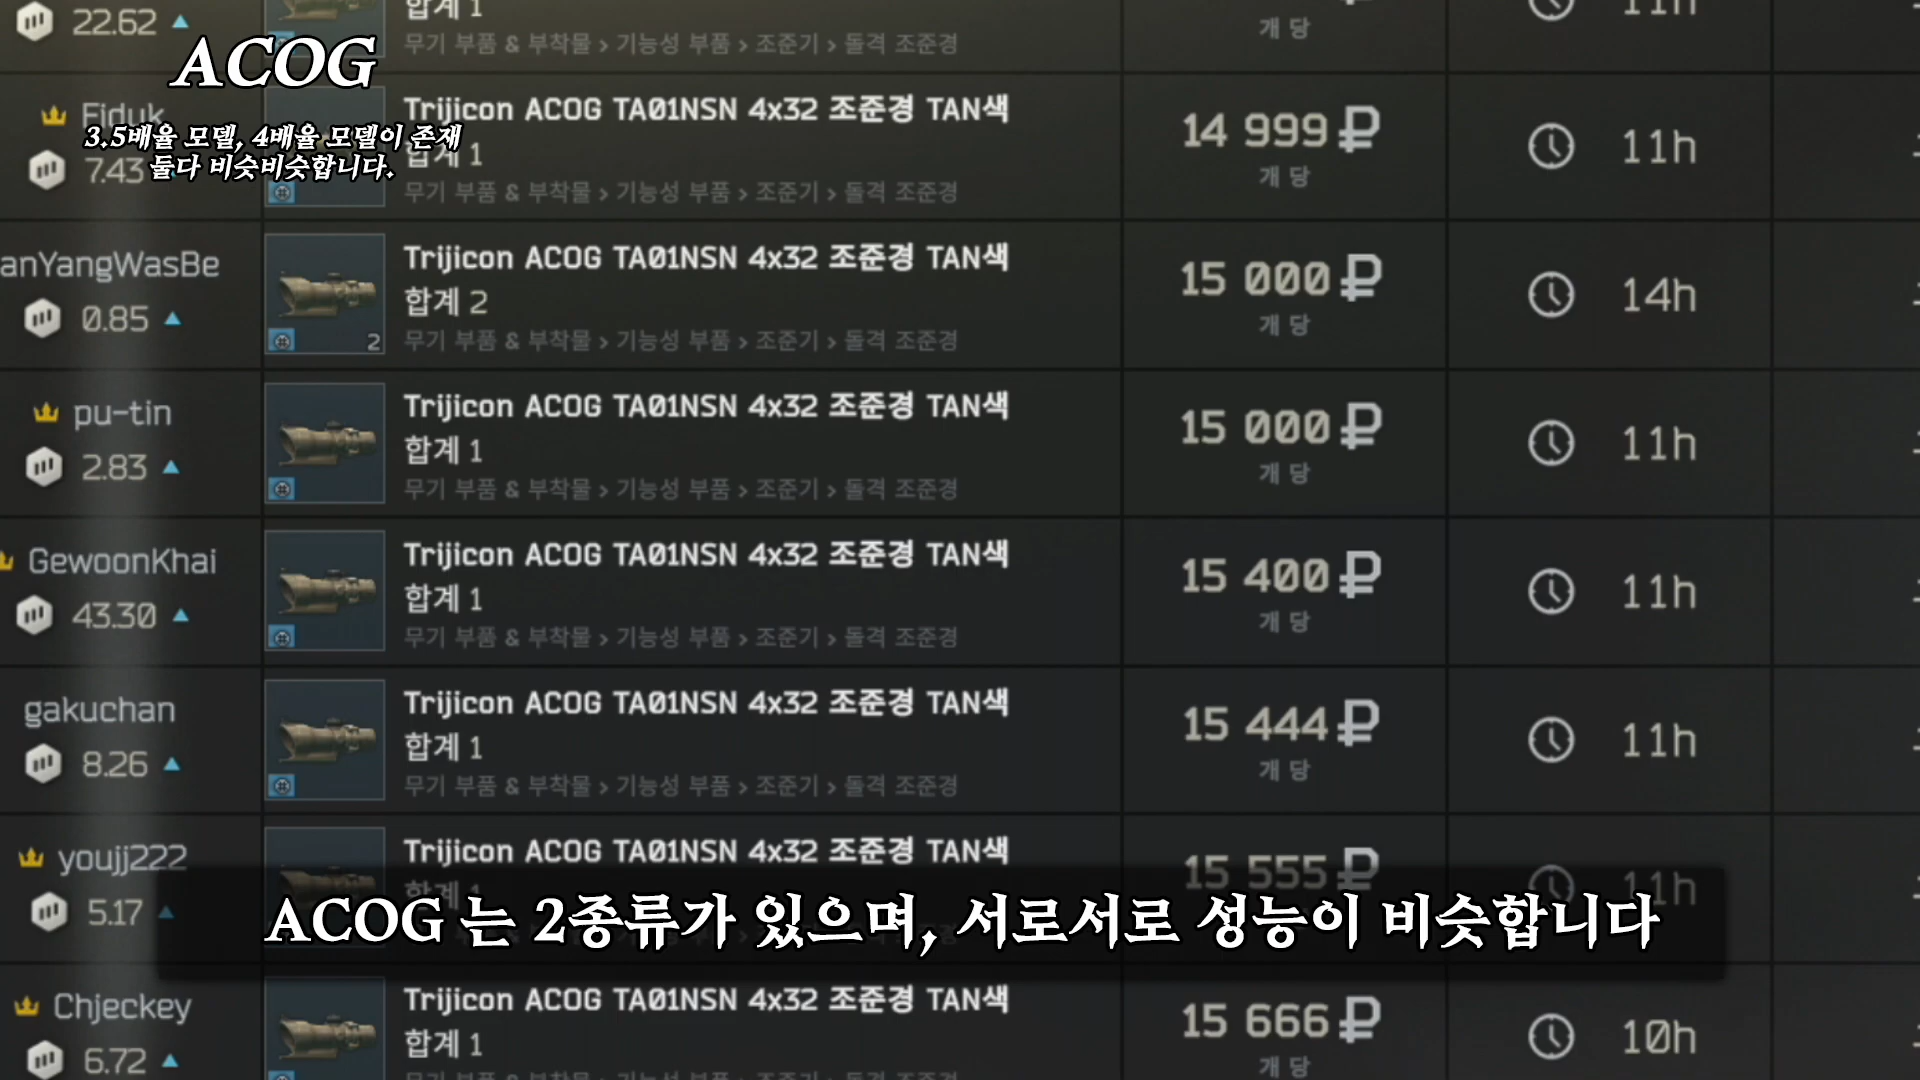 22.62
합계 1
무기 부품 & 부착물 > 기능성 부품 > 조준기 > 돌격 조준경
개 당
11h
ACOG
3.5배율 모델, 4배율 모델이 존재
둘다 비슷비슷합니다.
Fiduk
7.43
Trijicon ACOG TA01NSN 4x32 조준경 TAN색
합계 1
무기 부품 & 부착물 > 기능성 부품 > 조준기 > 돌격 조준경
14 999 ₽
개 당
11h
anYangWasBe
0.85
2
Trijicon ACOG TA01NSN 4x32 조준경 TAN색
합계 2
무기 부품 & 부착물 > 기능성 부품 > 조준기 > 돌격 조준경
15 000 ₽
개 당
14h
pu-tin
2.83
Trijicon ACOG TA01NSN 4x32 조준경 TAN색
합계 1
무기 부품 & 부착물 > 기능성 부품 > 조준기 > 돌격 조준경
15 000 ₽
개 당
11h
GewoonKhai
43.30
Trijicon ACOG TA01NSN 4x32 조준경 TAN색
합계 1
무기 부품 & 부착물 > 기능성 부품 > 조준기 > 돌격 조준경
15 400 ₽
개 당
11h
gakuchan
8.26
Trijicon ACOG TA01NSN 4x32 조준경 TAN색
합계 1
무기 부품 & 부착물 > 기능성 부품 > 조준기 > 돌격 조준경
15 444 ₽
개 당
11h
youjj222
5.17
Trijicon ACOG TA01NSN 4x32 조준경 TAN색
합계 1
15 555 ₽
11h
ACOG 는 2종류가 있으며, 서로서로 성능이 비슷합니다
Chjeckey
6.72
Trijicon ACOG TA01NSN 4x32 조준경 TAN색
합계 1
15 666 ₽
개 당
10h